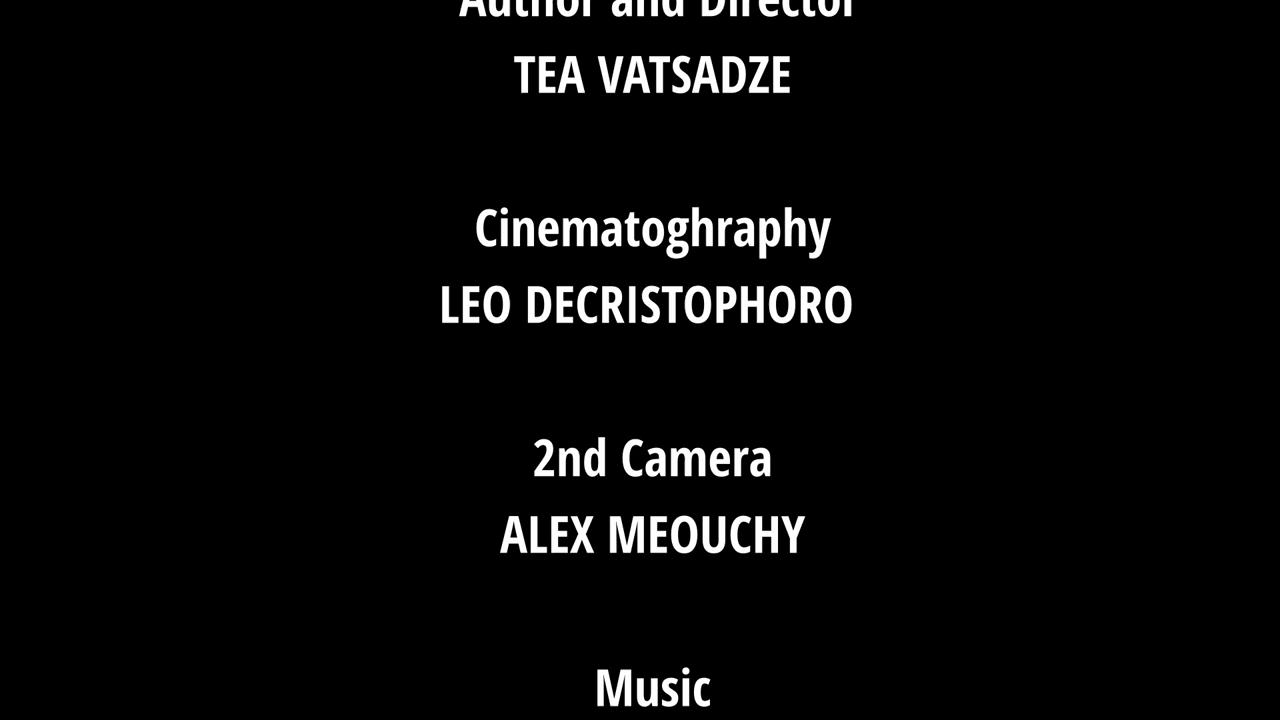 Author and Director
TEA VATSADZE
Cinematoghraphy
LEO DECRISTOPHORO
2nd Camera
ALEX MEOUCHY
Music